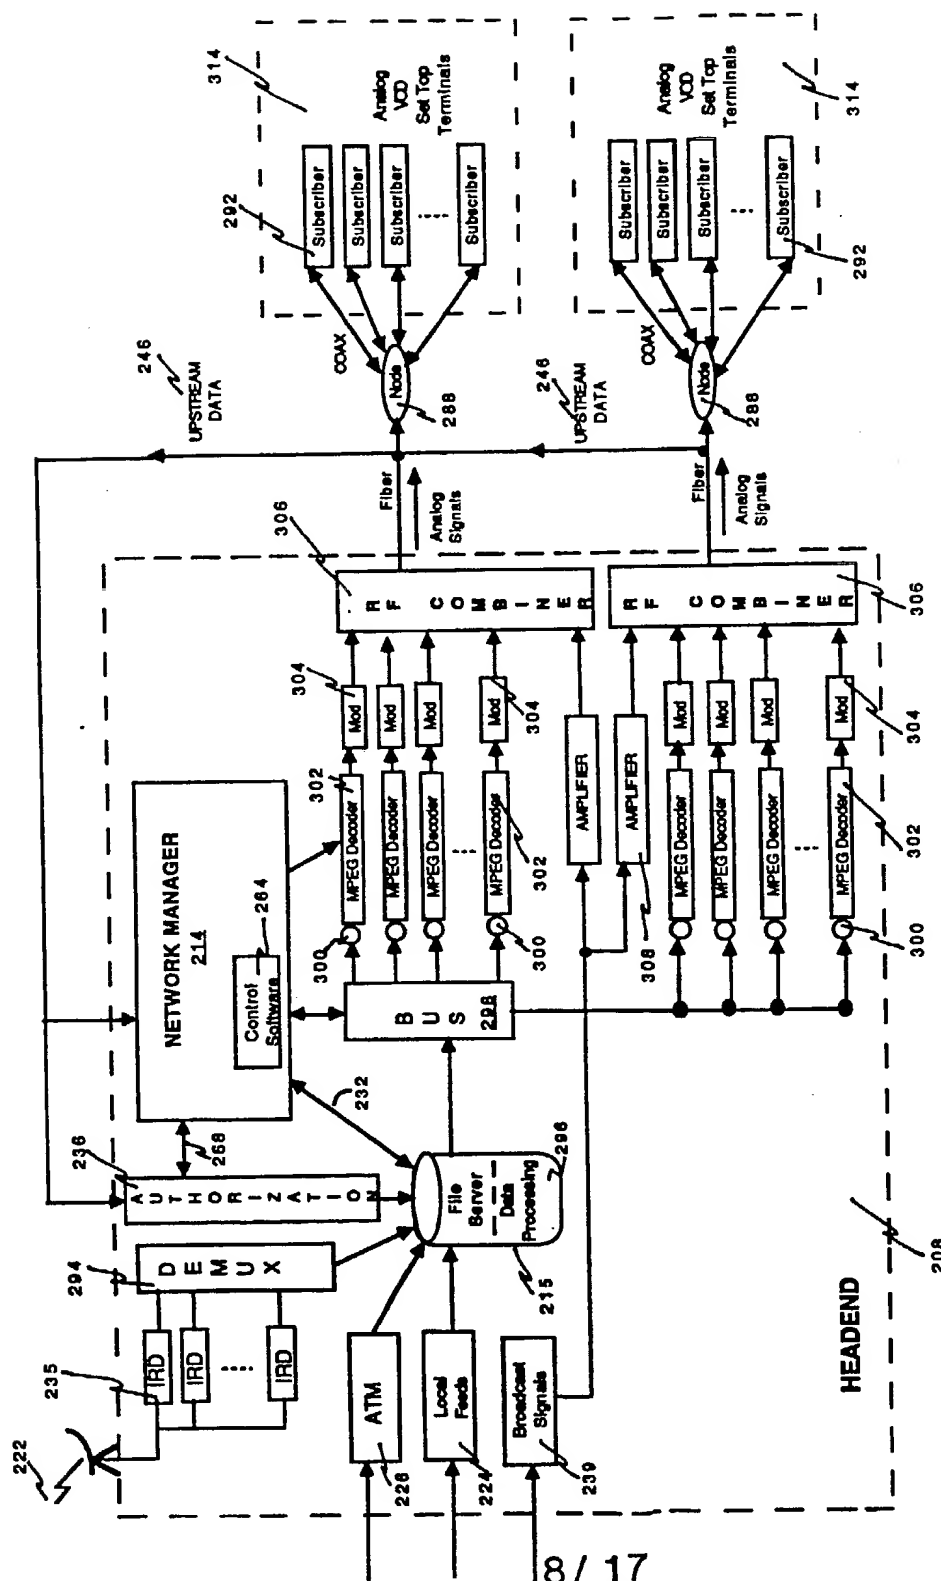 222
235
IRD
IRD
IRD
294
DEMUX
236
AUTHORIZATION
268
NETWORK MANAGER
214
264
Control
Software
232
226
ATM
224
Local
Feeds
239
Broadcast
Signals
File
Server
Data
Processing
296
215
BUS
298
300
300
MPEG Decoder
302
MPEG Decoder
MPEG Decoder
MPEG Decoder
302
Mod
304
Mod
Mod
Mod
304
AMPLIFIER
AMPLIFIER
308
MPEG Decoder
MPEG Decoder
MPEG Decoder
MPEG Decoder
300
302
Mod
Mod
Mod
Mod
304
RF COMBINER
306
RF COMBINER
306
Fiber
Analog
Signals
Fiber
Analog
Signals
246
UPSTREAM
DATA
246
UPSTREAM
DATA
Node
288
COAX
Node
288
COAX
292
Subscriber
Subscriber
Subscriber
Subscriber
314
Analog
VOD
Set Top
Terminals
Subscriber
Subscriber
Subscriber
Subscriber
292
Analog
VOD
Set Top
Terminals
314
HEADEND
208
8/17